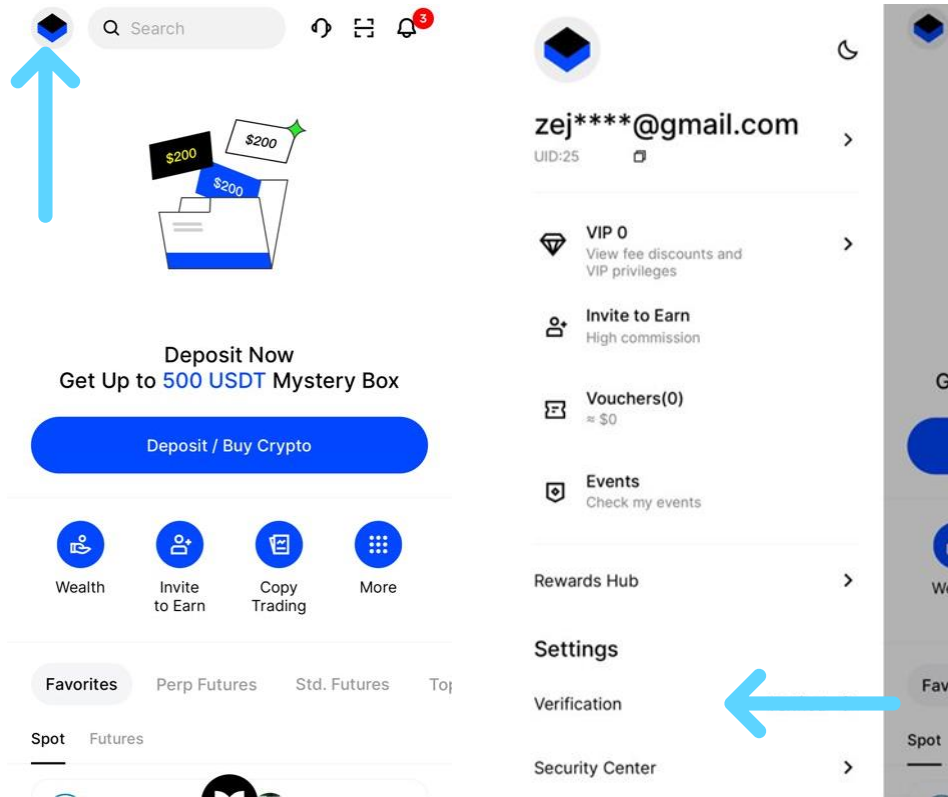 Search
3
$200
$200
$200
Deposit Now
Get Up to 500 USDT Mystery Box
Deposit / Buy Crypto
Wealth
Invite
to Earn
Copy
Trading
More
Favorites Perp Futures Std. Futures
Spot Futures
zej****@gmail.com
UID:25
VIP 0
View fee discounts and
VIP privileges
Invite to Earn
High commission
Vouchers(0)
≈ $0
Events
Check my events
Rewards Hub
Settings
Verification
Security Center
G
Spot